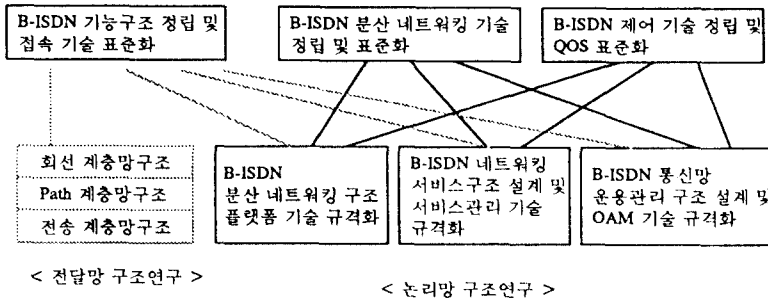 B-ISDN 기능구조 정립 및
접속 기술 표준화
B-ISDN 분산 네트워킹 기술
정립 및 표준화
B-ISDN 제어 기술 정립 및
QOS 표준화
회선 계층망구조
Path 계층망구조
전송 계층망구조
B-ISDN
분산 네트워킹 구조
플랫폼 기술 규격화
B-ISDN 네트워킹
서비스구조 설계 및
서비스관리 기술
규격화
B-ISDN 통신망
운용관리 구조 설계 및
OAM 기술 규격화
< 전달망 구조연구 >
< 논리망 구조연구 >